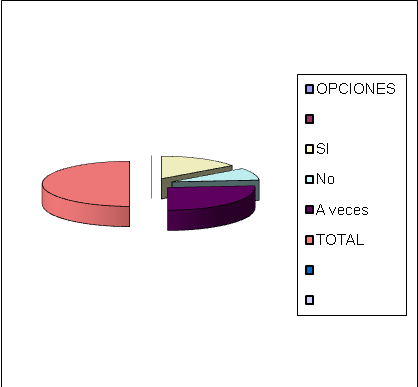 OPCIONES
SI
No
A veces
TOTAL